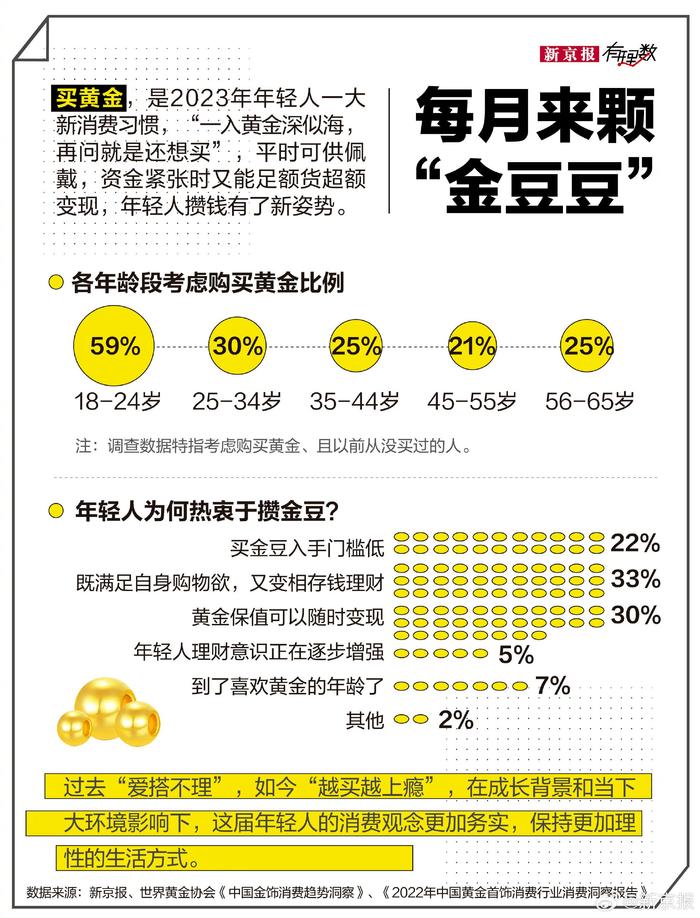 新京报 有理数
买黄金，是2023年年轻人一大
新消费习惯，“一入黄金深似海，
再问就是还想买”，平时可供佩
戴，资金紧张时又能足额货超额
变现，年轻人攒钱有了新姿势。
每月来颗
“金豆豆”
各年龄段考虑购买黄金比例
59% 30% 25% 21% 25%
18-24岁 25-34岁 35-44岁 45-55岁 56-65岁
注：调查数据特指考虑购买黄金、且以前从没买过的人。
年轻人为何热衷于攒金豆？
买金豆入手门槛低 22%
既满足自身购物欲，又变相存钱理财 33%
黄金保值可以随时变现 30%
年轻人理财意识正在逐步增强 5%
到了喜欢黄金的年龄了 7%
其他 2%
过去“爱搭不理”，如今“越买越上瘾”，在成长背景和当下
大环境影响下，这届年轻人的消费观念更加务实，保持更加理
性的生活方式。
数据来源：新京报、世界黄金协会《中国金饰消费趋势洞察》、《2022年中国黄金首饰消费行业消费洞察报告》
@新京报